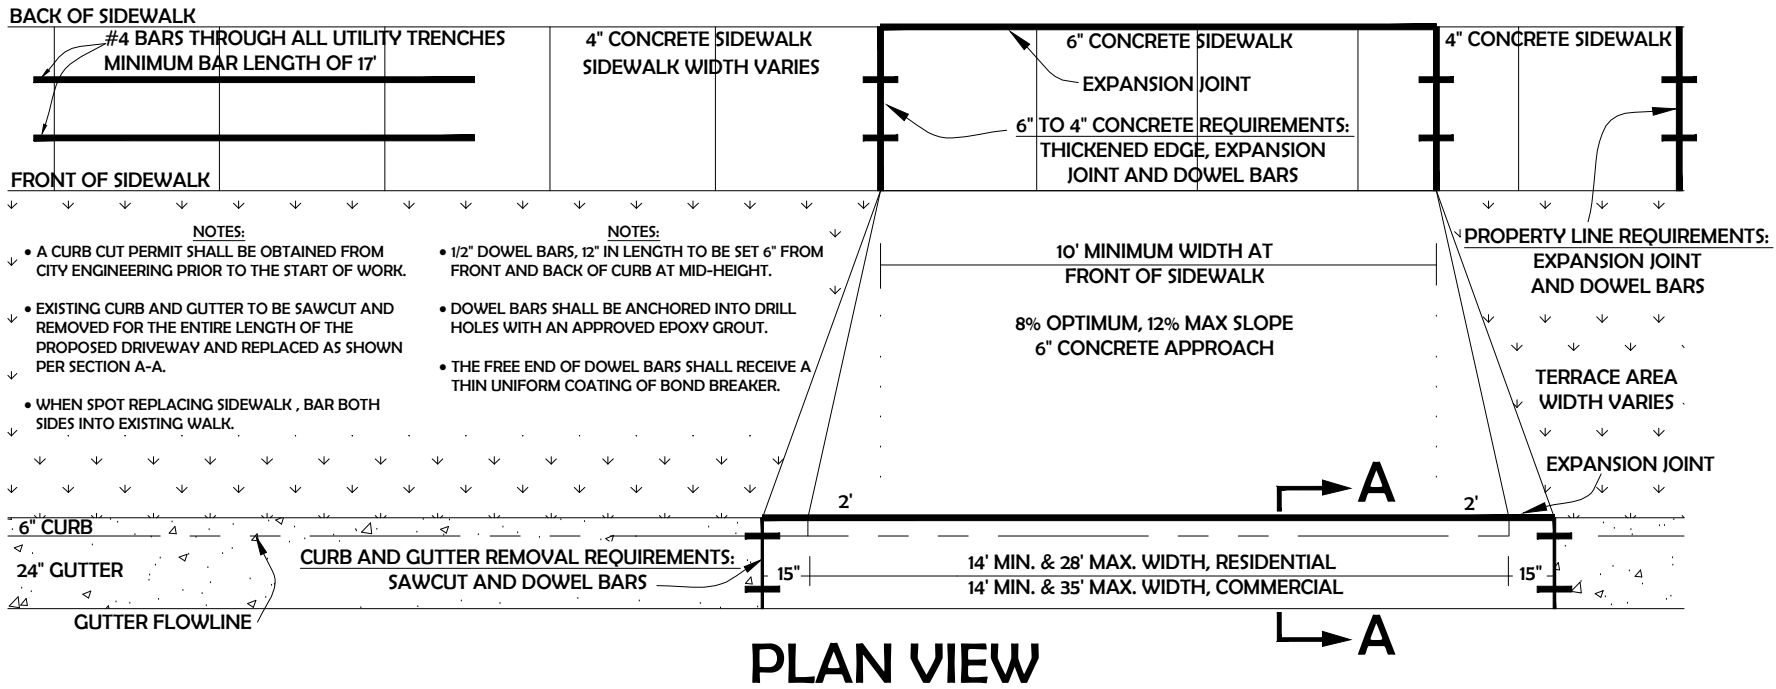 BACK OF SIDEWALK
#4 BARS THROUGH ALL UTILITY TRENCHES
MINIMUM BAR LENGTH OF 17'
4" CONCRETE SIDEWALK
SIDEWALK WIDTH VARIES
6" CONCRETE SIDEWALK
4" CONCRETE SIDEWALK
EXPANSION JOINT
6" TO 4" CONCRETE REQUIREMENTS:
THICKENED EDGE, EXPANSION
JOINT AND DOWEL BARS
FRONT OF SIDEWALK
NOTES:
• A CURB CUT PERMIT SHALL BE OBTAINED FROM
CITY ENGINEERING PRIOR TO THE START OF WORK.
• EXISTING CURB AND GUTTER TO BE SAWCUT AND
REMOVED FOR THE ENTIRE LENGTH OF THE
PROPOSED DRIVEWAY AND REPLACED AS SHOWN
PER SECTION A-A.
• WHEN SPOT REPLACING SIDEWALK , BAR BOTH
SIDES INTO EXISTING WALK.
NOTES:
• 1/2" DOWEL BARS, 12" IN LENGTH TO BE SET 6" FROM
FRONT AND BACK OF CURB AT MID-HEIGHT.
• DOWEL BARS SHALL BE ANCHORED INTO DRILL
HOLES WITH AN APPROVED EPOXY GROUT.
• THE FREE END OF DOWEL BARS SHALL RECEIVE A
THIN UNIFORM COATING OF BOND BREAKER.
10' MINIMUM WIDTH AT
FRONT OF SIDEWALK
8% OPTIMUM, 12% MAX SLOPE
6" CONCRETE APPROACH
PROPERTY LINE REQUIREMENTS:
EXPANSION JOINT
AND DOWEL BARS
TERRACE AREA
WIDTH VARIES
EXPANSION JOINT
A
2'
2'
6" CURB
24" GUTTER
CURB AND GUTTER REMOVAL REQUIREMENTS:
SAWCUT AND DOWEL BARS
15"
14' MIN. & 28' MAX. WIDTH, RESIDENTIAL
14' MIN. & 35' MAX. WIDTH, COMMERCIAL
15"
GUTTER FLOWLINE
A
PLAN VIEW